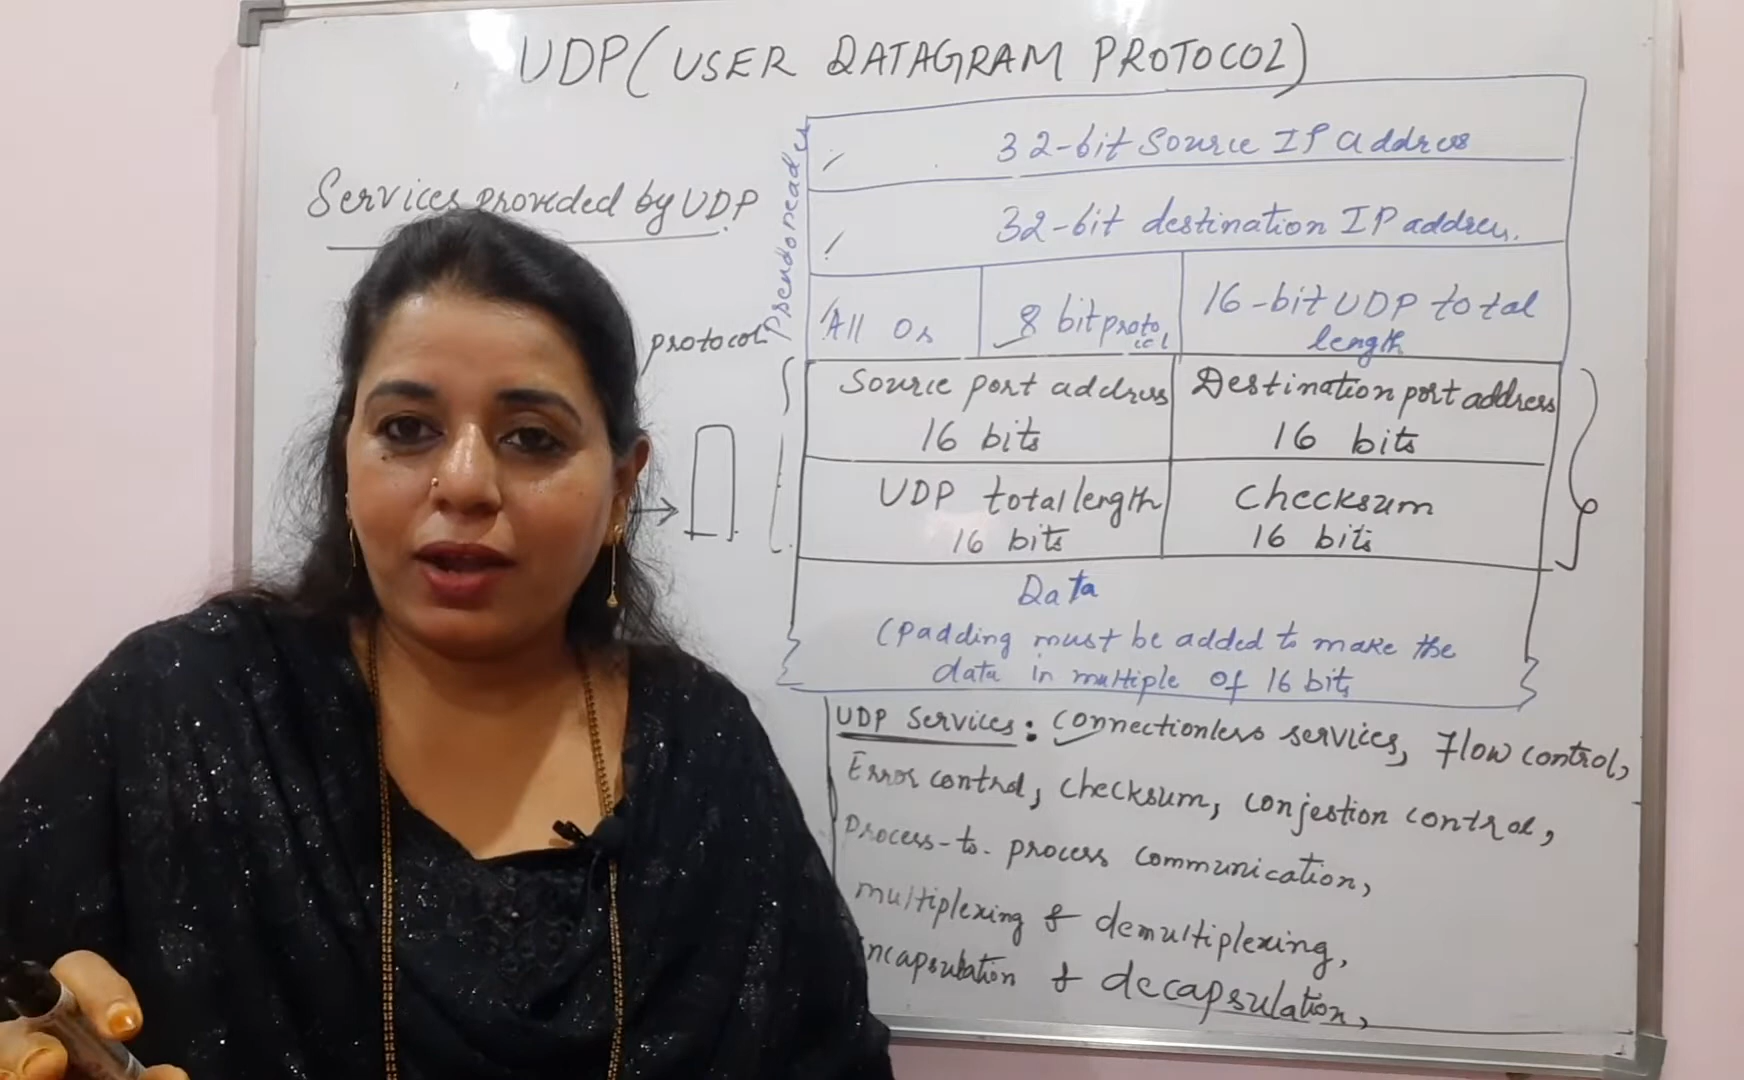 UDP (USER DATAGRAM PROTOCOL)
Services provided by UDP
protocol
Pseudoheader
32-bit Source IP address
32-bit destination IP address.
All 0s
8 bit protocol
16-bit UDP total
length
Source port address
16 bits
Destination port address
16 bits
UDP total length
16 bits
Checksum
16 bits
Data
(Padding must be added to make the
data in multiple of 16 bits
UDP Services: Connectionless services, Flow control,
Error control, checksum, conjestion control,
Process-to-process communication,
multiplexing & demultiplexing,
ncapsulation & decapsulation,